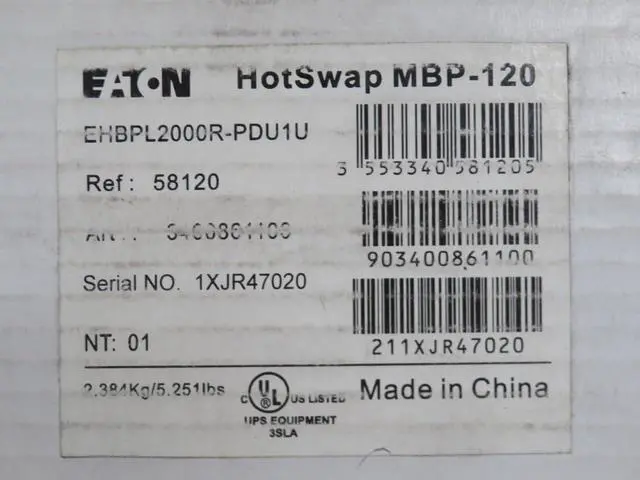 EATON HotSwap MBP-120
EHBPL2000R-PDU1U
3 553340 581205
Ref: 58120
903400861100
Serial NO. 1XJR47020
211XJR47020
NT: 01
2.384Kg/5.251lbs
C UL US LISTED
®
UPS EQUIPMENT
3SLA
Made in China